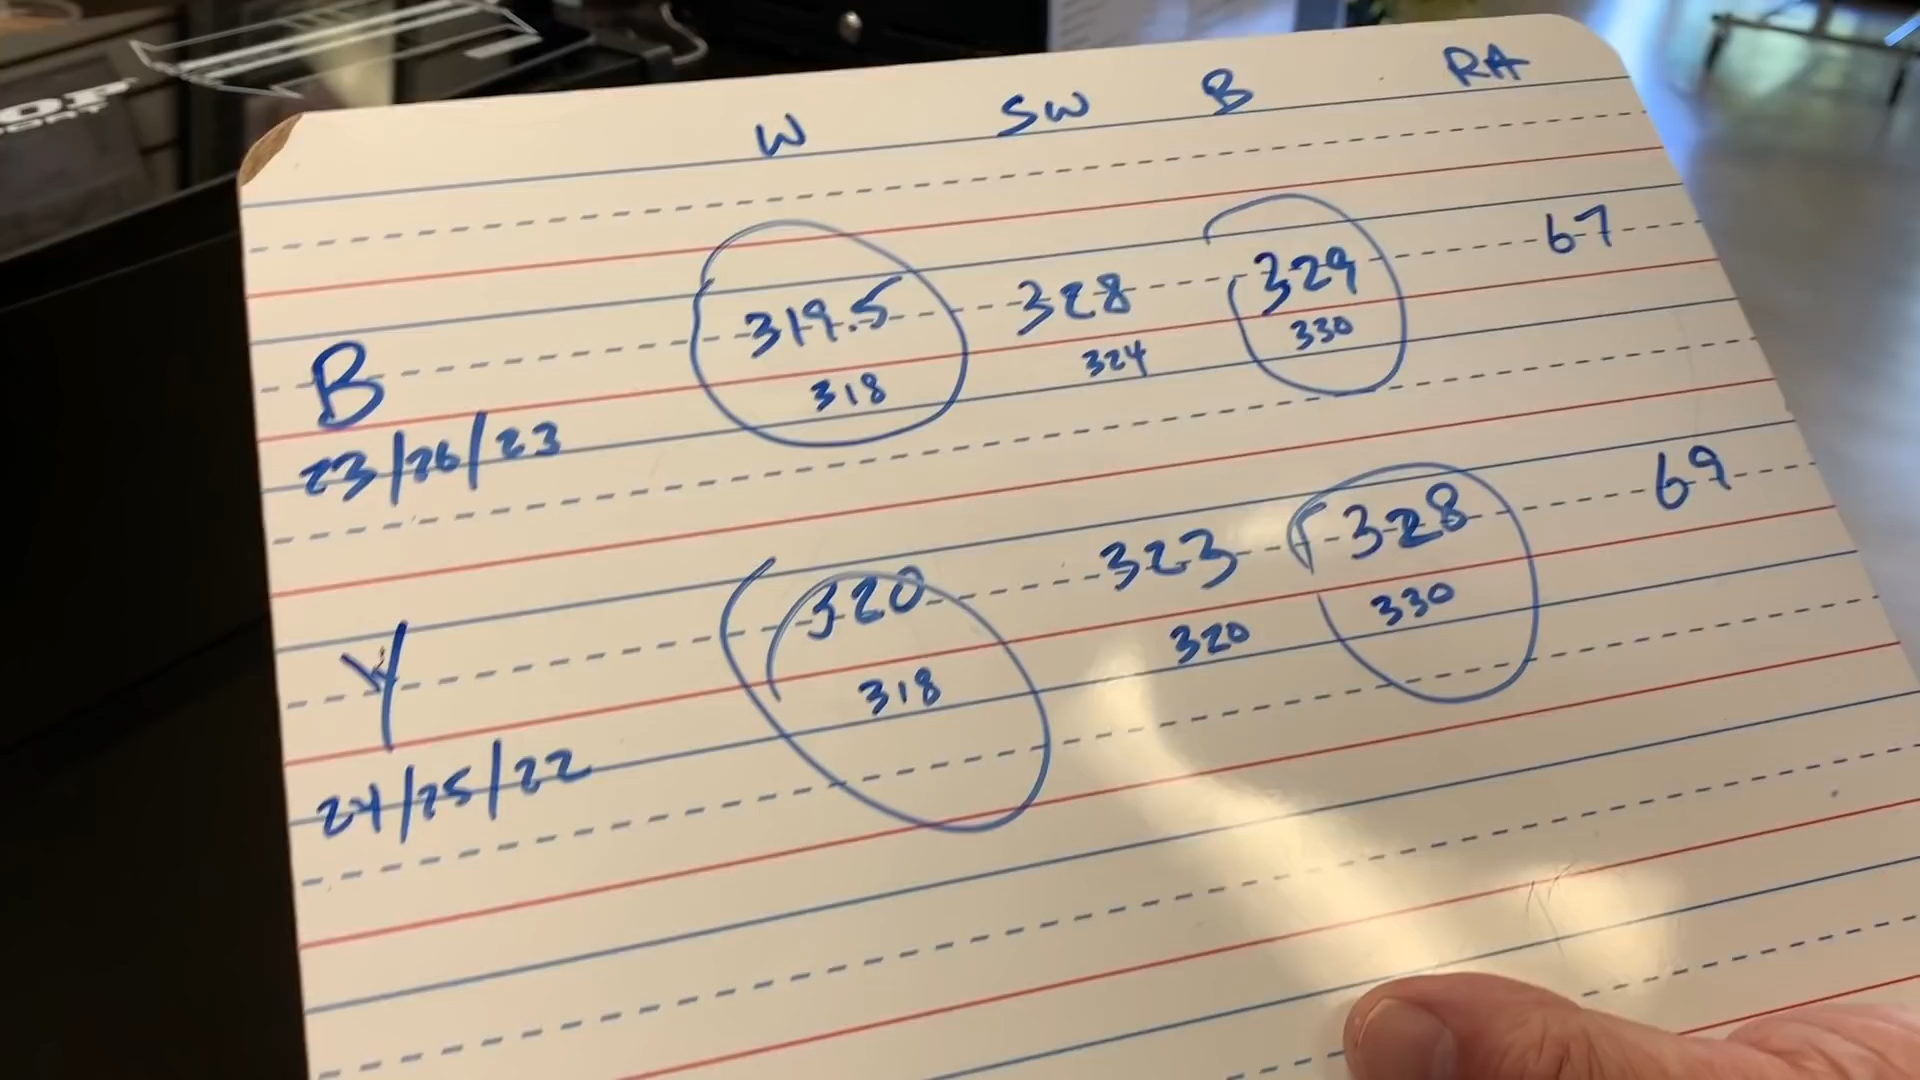 W SW B RA
B 319.5 328 329 67
318 324 330
23/26/23
Y 320 323 328 69
318 320 330
24/25/22